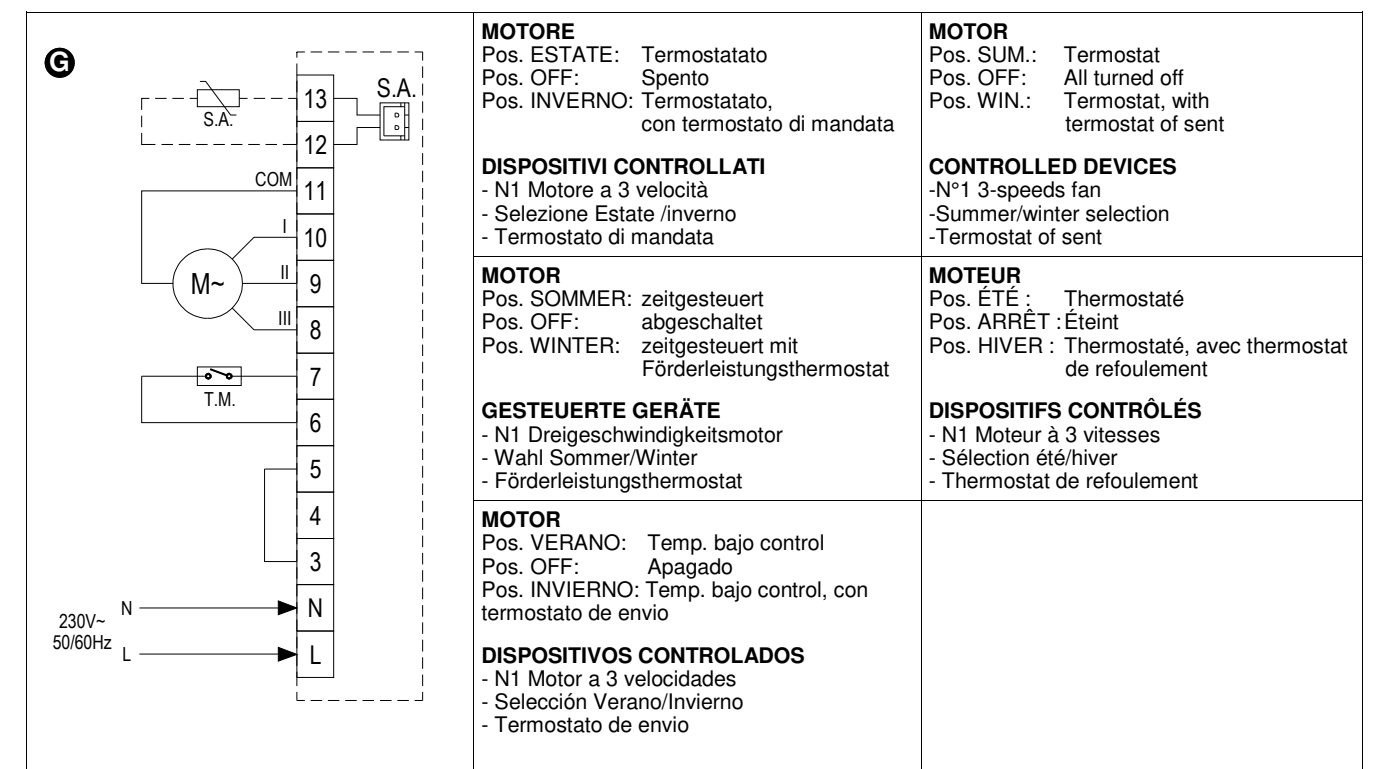 G
S.A.
S.A.
13
12
COM
11
I
10
M~
II
9
III
8
7
T.M.
6
5
4
3
N
N
230V~
50/60Hz
L
L
MOTORE
Pos. ESTATE: Termostatato
Pos. OFF: Spento
Pos. INVERNO: Termostatato,
con termostato di mandata
DISPOSITIVI CONTROLLATI
- N1 Motore a 3 velocità
- Selezione Estate /inverno
- Termostato di mandata
MOTOR
Pos. SUM.: Termostat
Pos. OFF: All turned off
Pos. WIN.: Termostat, with
termostat of sent
CONTROLLED DEVICES
-N°1 3-speeds fan
-Summer/winter selection
-Termostat of sent
MOTOR
Pos. SOMMER: zeitgesteuert
Pos. OFF: abgeschaltet
Pos. WINTER: zeitgesteuert mit
Förderleistungsthermostat
GESTEUERTE GERÄTE
- N1 Dreigeschwindigkeitsmotor
- Wahl Sommer/Winter
- Förderleistungsthermostat
MOTEUR
Pos. ÉTÉ : Thermostaté
Pos. ARRÊT : Éteint
Pos. HIVER : Thermostaté, avec thermostat
de refoulement
DISPOSITIFS CONTRÔLÉS
- N1 Moteur à 3 vitesses
- Sélection été/hiver
- Thermostat de refoulement
MOTOR
Pos. VERANO: Temp. bajo control
Pos. OFF: Apagado
Pos. INVIERNO: Temp. bajo control, con
termostato de envio
DISPOSITIVOS CONTROLADOS
- N1 Motor a 3 velocidades
- Selección Verano/Invierno
- Termostato de envio